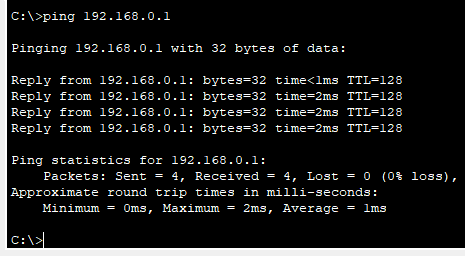 C:\>ping 192.168.0.1
Pinging 192.168.0.1 with 32 bytes of data:
Reply from 192.168.0.1: bytes=32 time<1ms TTL=128
Reply from 192.168.0.1: bytes=32 time=2ms TTL=128
Reply from 192.168.0.1: bytes=32 time=2ms TTL=128
Reply from 192.168.0.1: bytes=32 time=2ms TTL=128
Ping statistics for 192.168.0.1:
    Packets: Sent = 4, Received = 4, Lost = 0 (0% loss),
Approximate round trip times in milli-seconds:
    Minimum = 0ms, Maximum = 2ms, Average = 1ms
C:\>